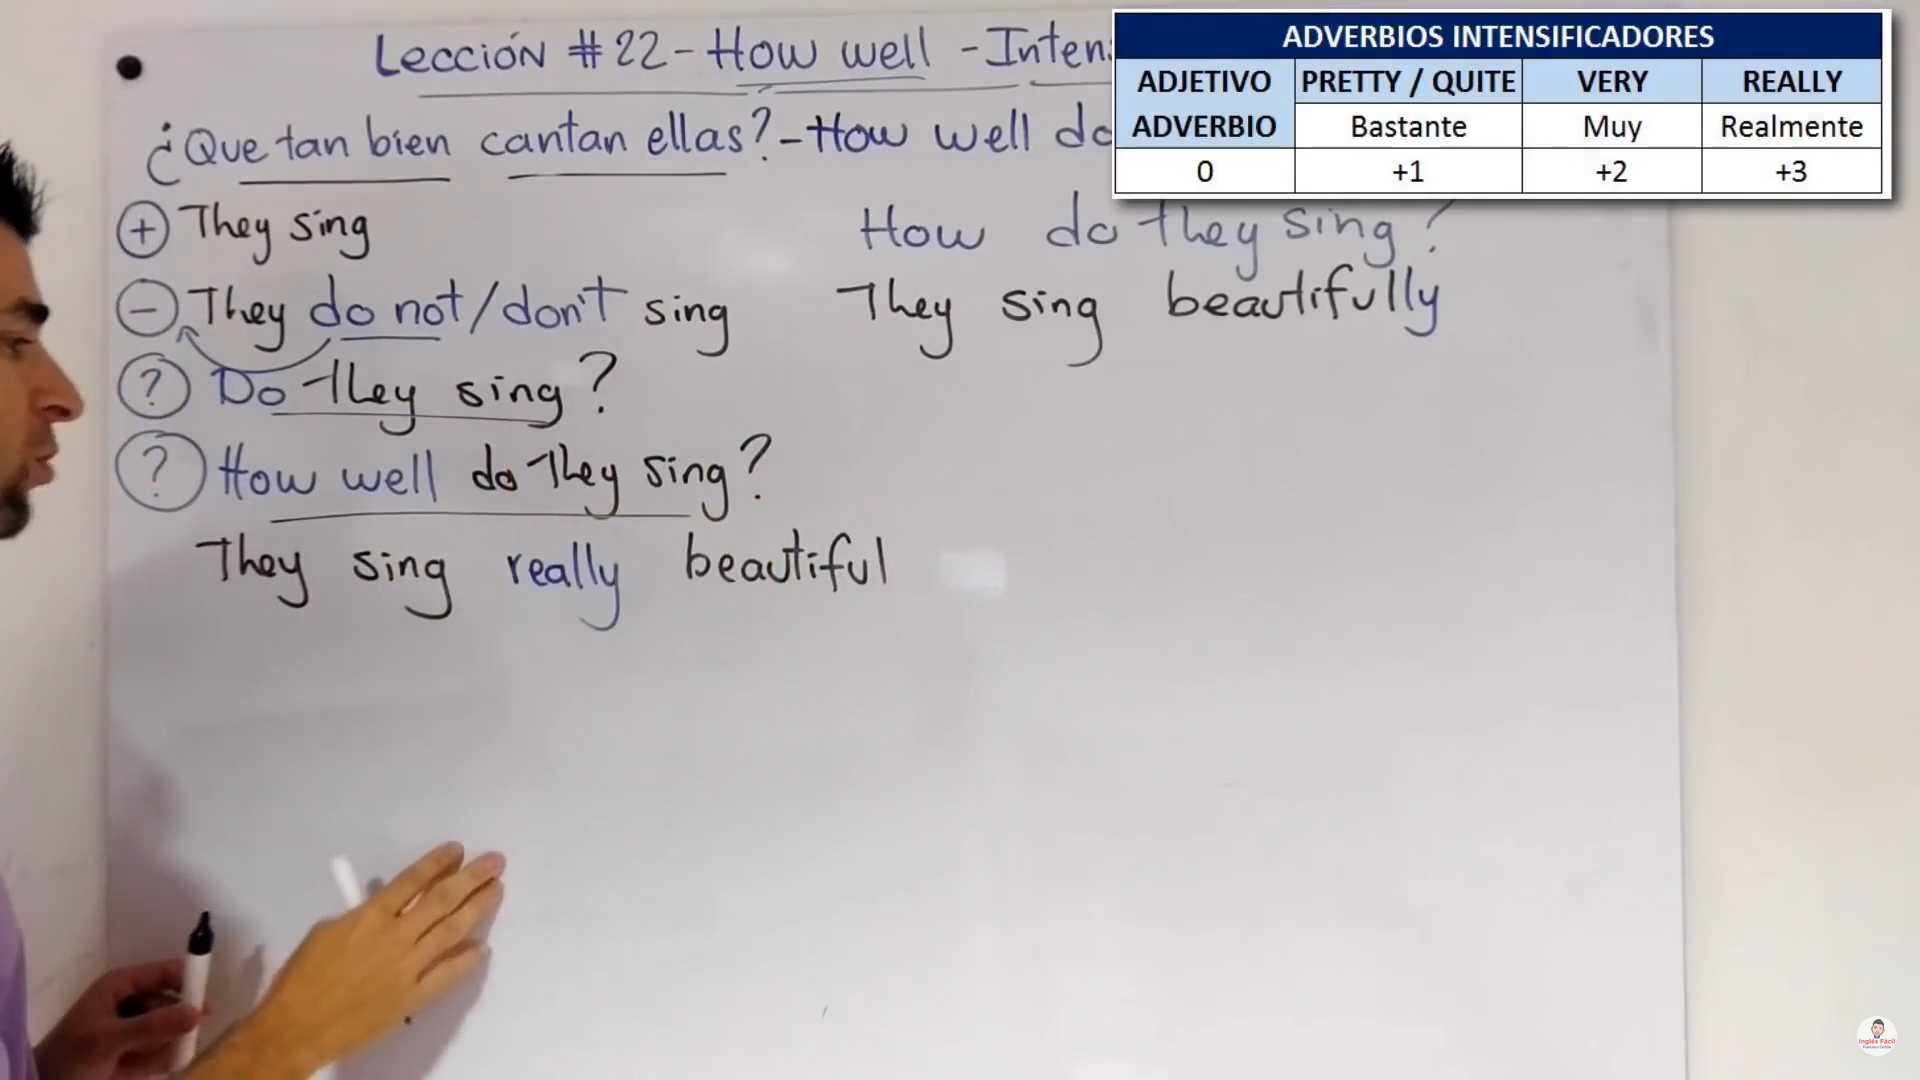 Lección #22 - How well - Inten
¿Que tan bien cantan ellas? - How well do
+ They sing
- They do not/don't sing
? Do they sing?
? How well do they sing?
They sing really beautiful
How do they sing?
They sing beautifully
ADVERBIOS INTENSIFICADORES
ADJETIVO PRETTY / QUITE VERY REALLY
ADVERBIO Bastante Muy Realmente
0 +1 +2 +3
Inglés Fácil